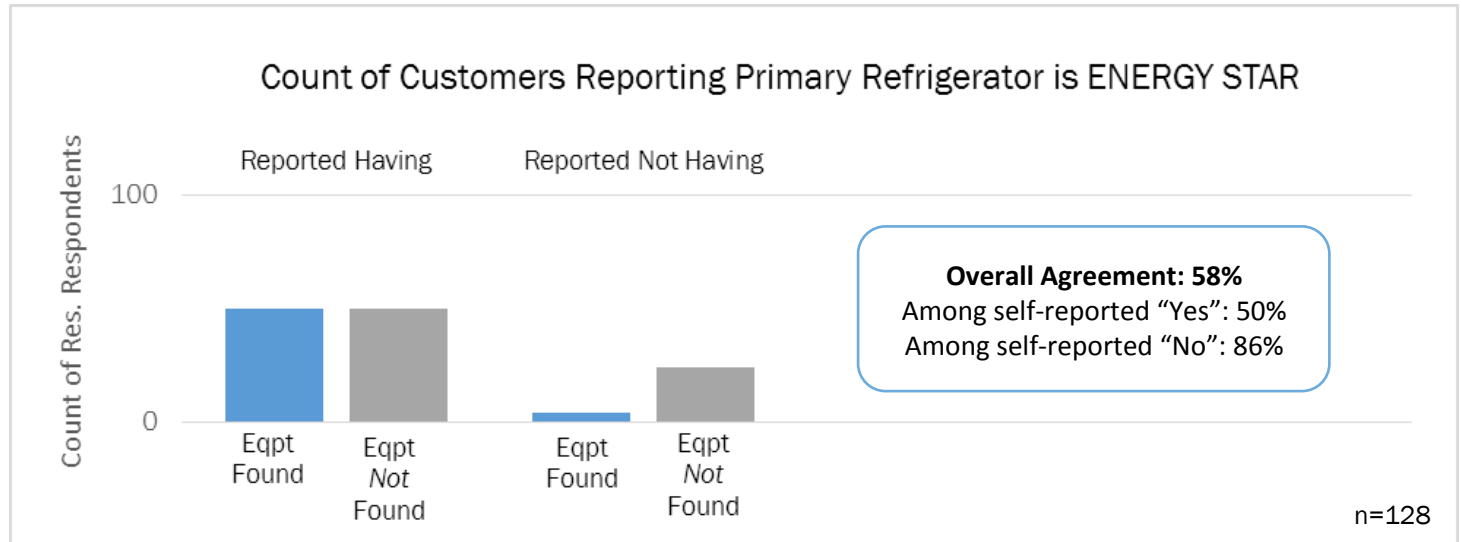 Count of Customers Reporting Primary Refrigerator is ENERGY STAR
Count of Res. Respondents
Reported Having
Reported Not Having
100
0
Overall Agreement: 58%
Among self-reported “Yes”: 50%
Among self-reported “No”: 86%
Eqpt
Found
Eqpt
Not
Found
Eqpt
Found
Eqpt
Not
Found
n=128